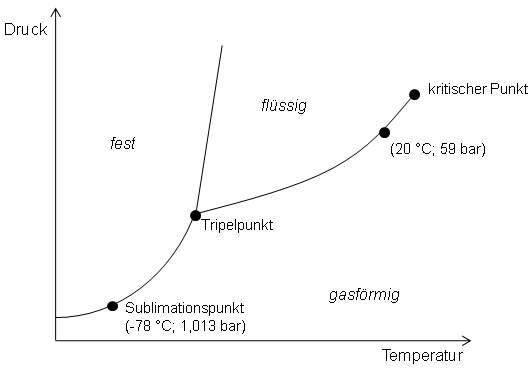 Druck
kritischer Punkt
flüssig
fest
(20 °C; 59 bar)
Tripelpunkt
gasförmig
Sublimationspunkt
(-78 °C; 1,013 bar)
Temperatur